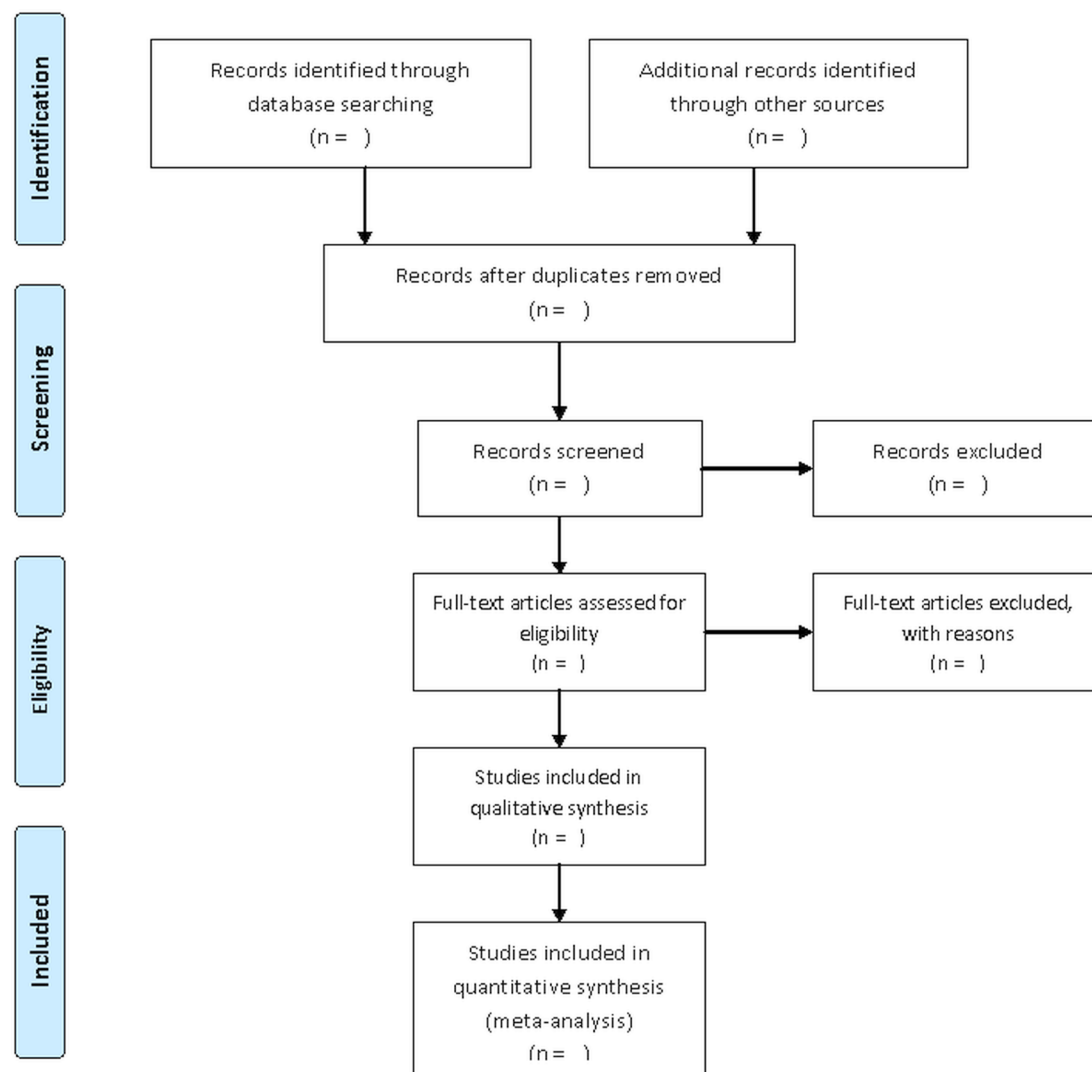 Identification
Records identified through
database searching
(n =   )
Additional records identified
through other sources
(n =   )
Records after duplicates removed
(n =   )
Screening
Records screened
(n =   )
Records excluded
(n =   )
Eligibility
Full-text articles assessed for
eligibility
(n =   )
Full-text articles excluded,
with reasons
(n =   )
Studies included in
qualitative synthesis
(n =   )
Included
Studies included in
quantitative synthesis
(meta-analysis)
(n =   )